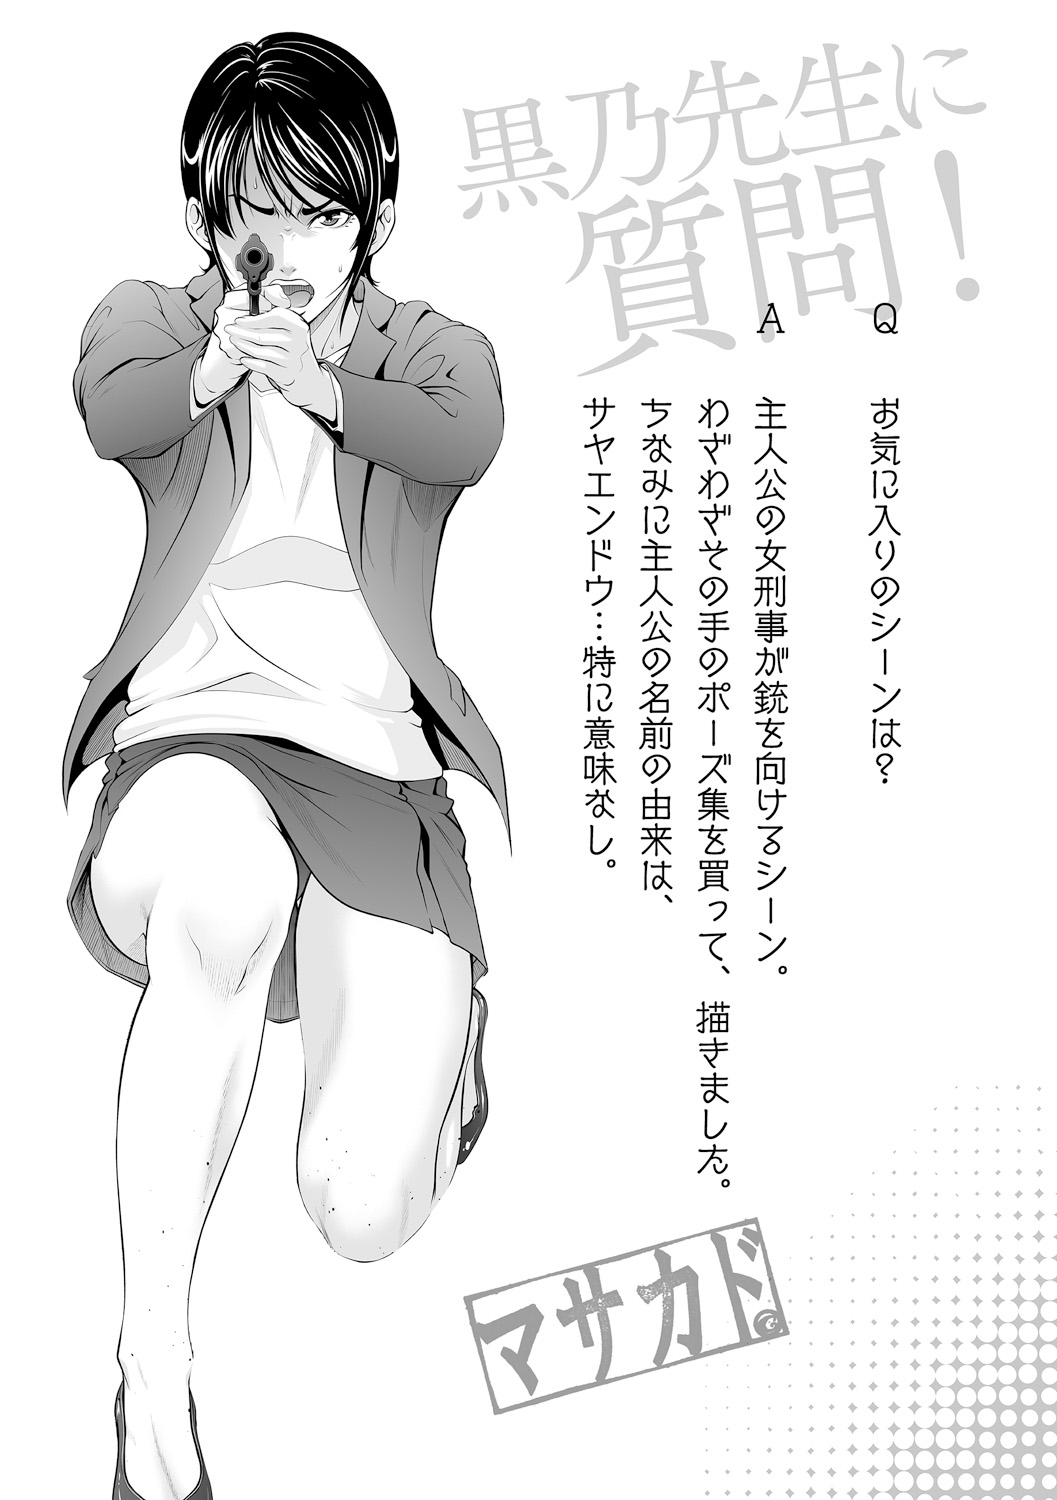 黒乃先生に
質問！
Q お気に入りのシーンは？
A 主人公の女刑事が銃を向けるシーン。
わざわざその手のポーズ集を買って、描きました。
ちなみに主人公の名前の由来は、
サヤエンドウ…特に意味なし。
マサカド。